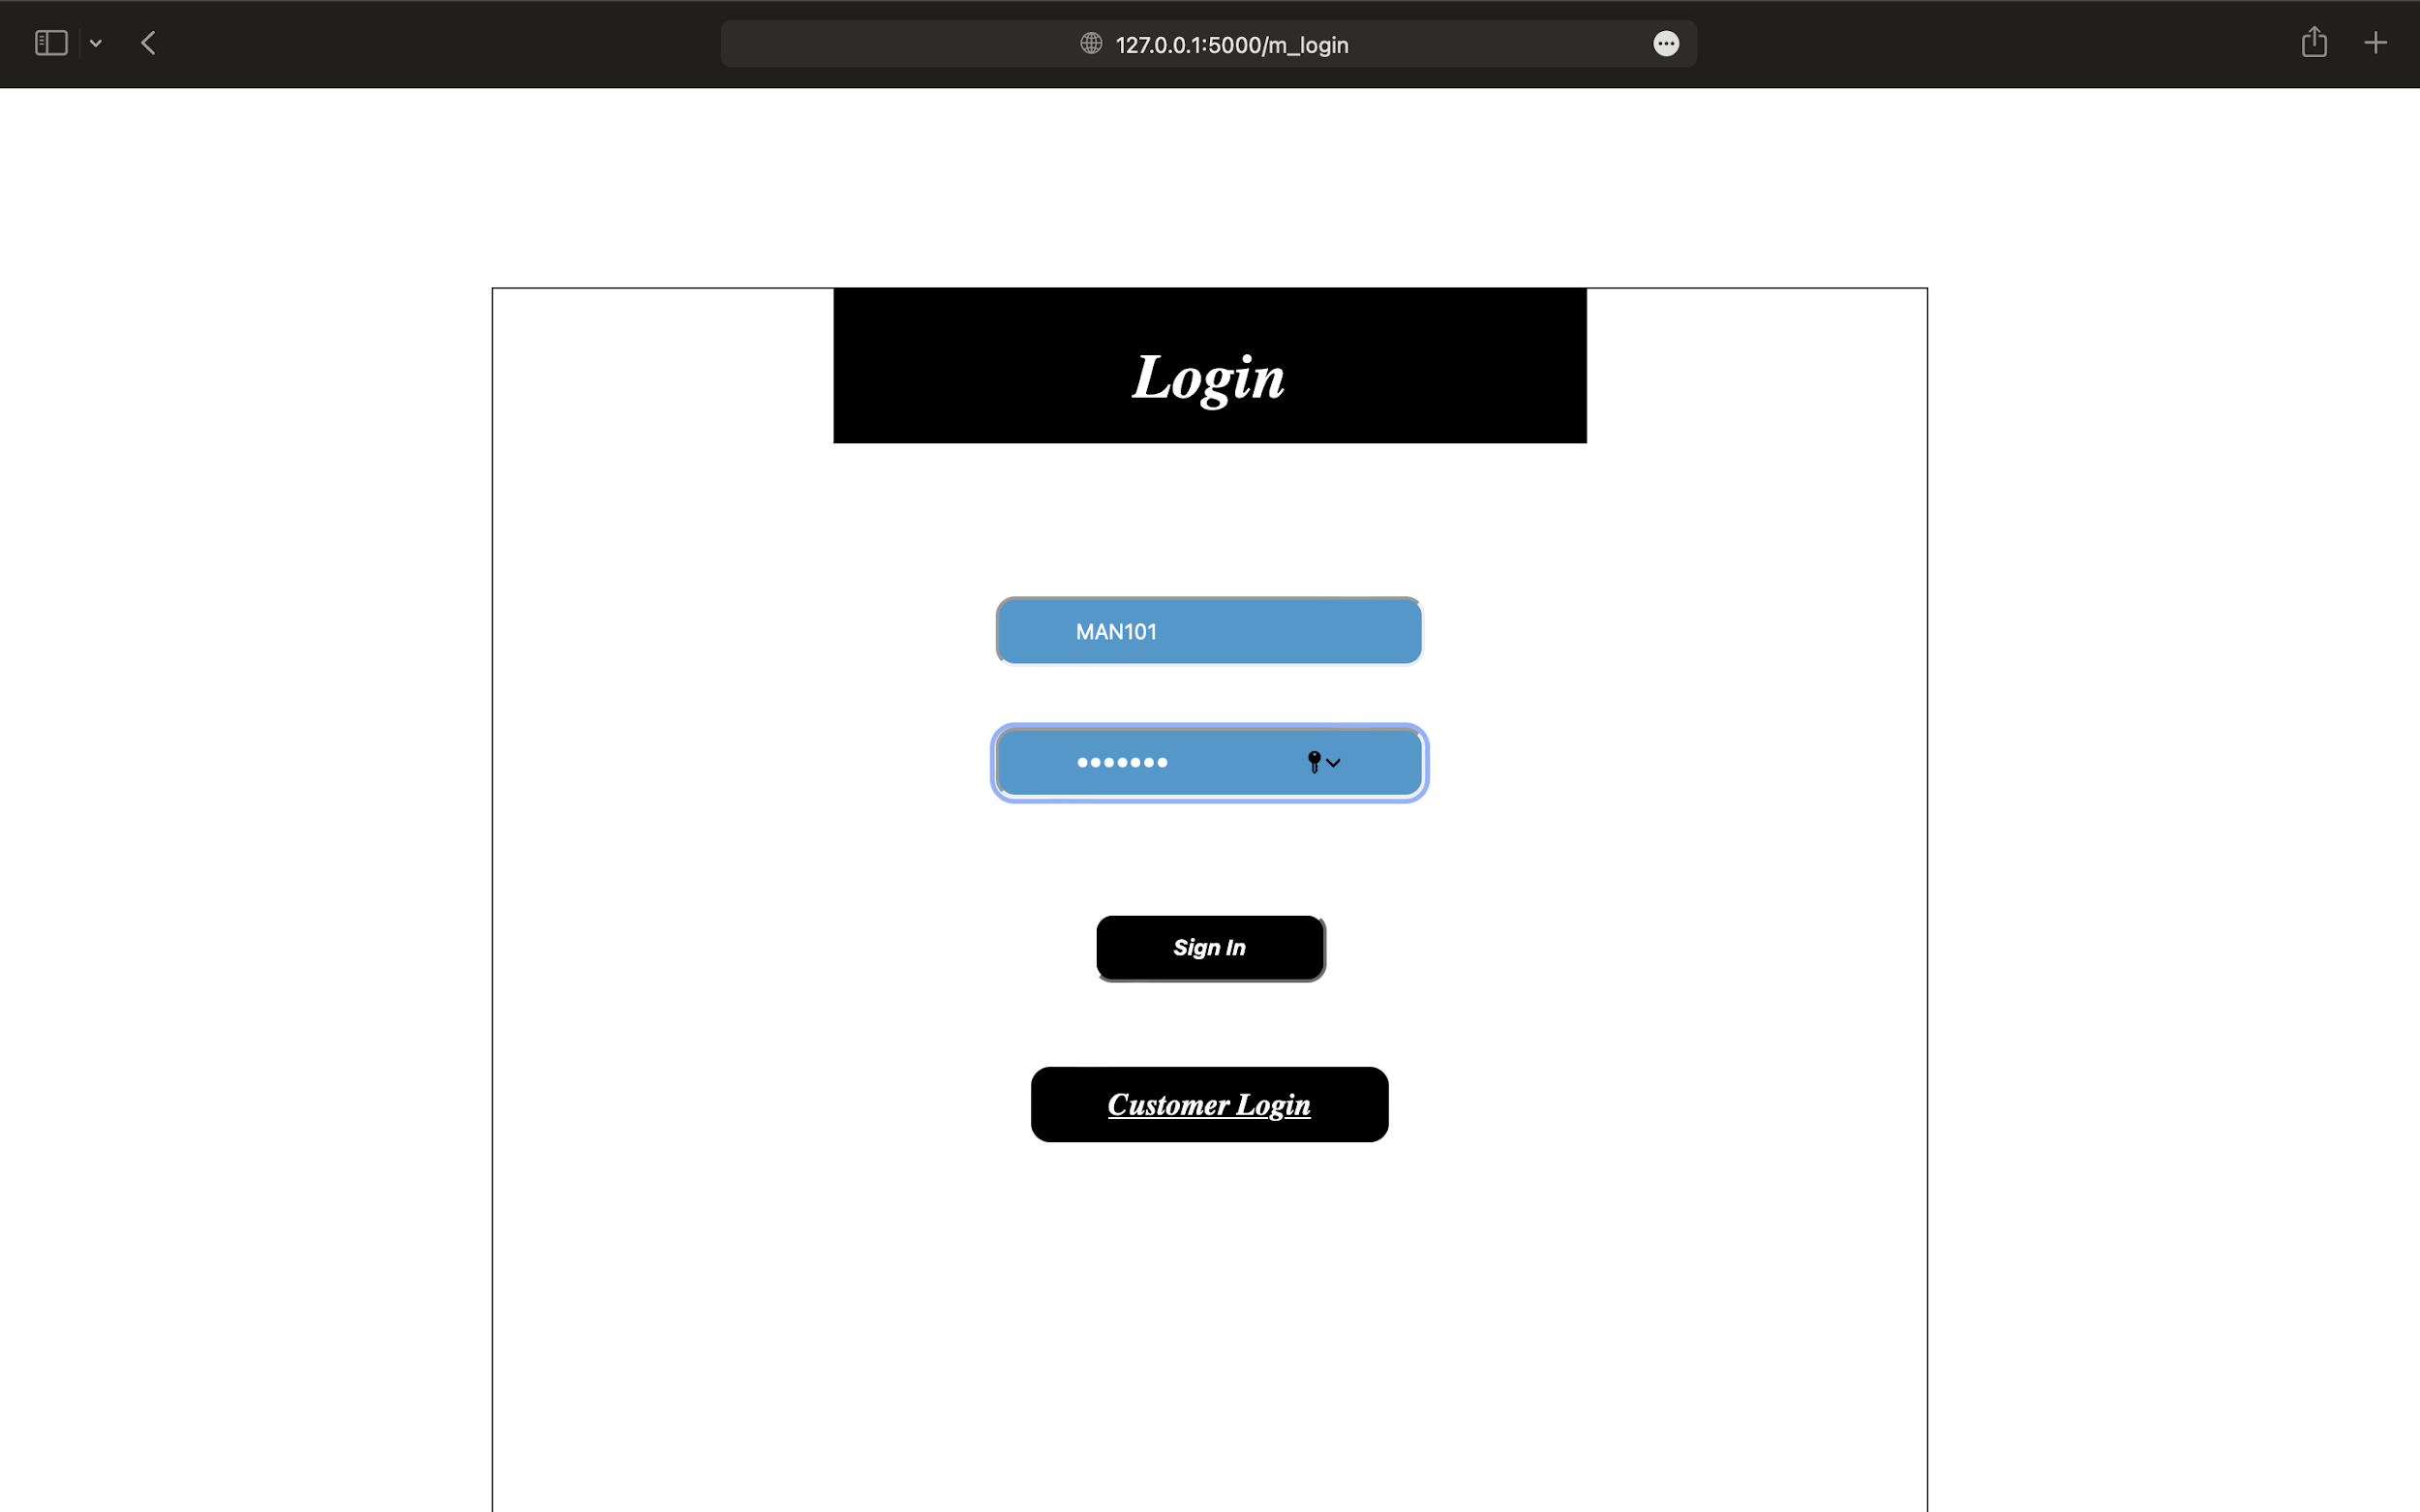 127.0.0.1:5000/m_login
Login
MAN101
•••••••
Sign In
Customer Login